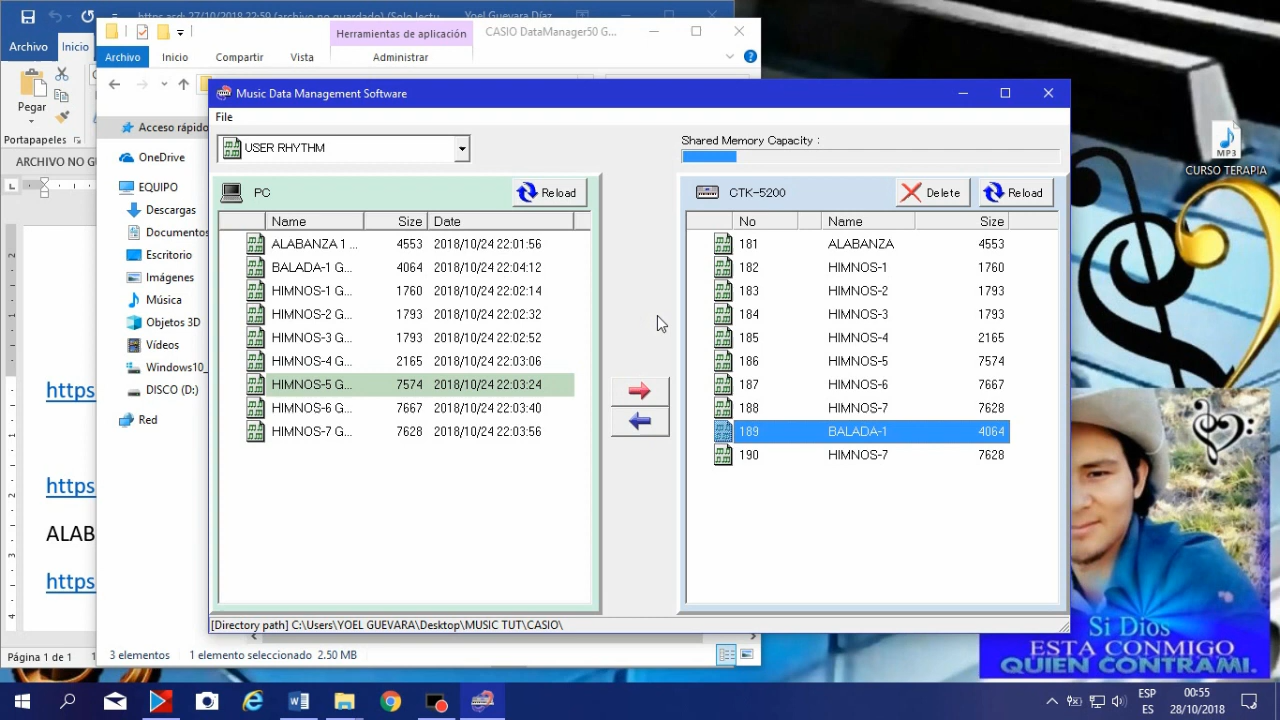 Archivo
Inicio
Pegar
Portapapeles
Herramientas de aplicación
CASIO DataManager50 G...
Archivo
Inicio
Compartir
Vista
Administrar
Acceso rápido
OneDrive
EQUIPO
Descargas
Documentos
Escritorio
Imágenes
Música
Objetos 3D
Vídeos
Windows10_
DISCO (D:)
Red
3 elementos
1 elemento seleccionado 2.50 MB
https
https
ALAB
https
Página 1 de 1
Music Data Management Software
File
USER RHYTHM
Shared Memory Capacity :
PC
Reload
Name Size Date
ALABANZA 1 ... 4553 2018/10/24 22:01:56
BALADA-1 G... 4064 2018/10/24 22:04:12
HIMNOS-1 G... 1760 2018/10/24 22:02:14
HIMNOS-2 G... 1793 2018/10/24 22:02:32
HIMNOS-3 G... 1793 2018/10/24 22:02:52
HIMNOS-4 G... 2165 2018/10/24 22:03:06
HIMNOS-5 G... 7574 2018/10/24 22:03:24
HIMNOS-6 G... 7667 2018/10/24 22:03:40
HIMNOS-7 G... 7628 2018/10/24 22:03:56
CTK-5200
Delete
Reload
No Name Size
181 ALABANZA 4553
182 HIMNOS-1 1760
183 HIMNOS-2 1793
184 HIMNOS-3 1793
185 HIMNOS-4 2165
186 HIMNOS-5 7574
187 HIMNOS-6 7667
188 HIMNOS-7 7628
189 BALADA-1 4064
190 HIMNOS-7 7628
[Directory path] C:\Users\YOEL GUEVARA\Desktop\MUSIC TUT\CASIO\
MP3
CURSO TERAPIA
Si Dios
ESTA CONMIGO
QUIEN CONTRAMI.
ESP
ES
00:55
28/10/2018